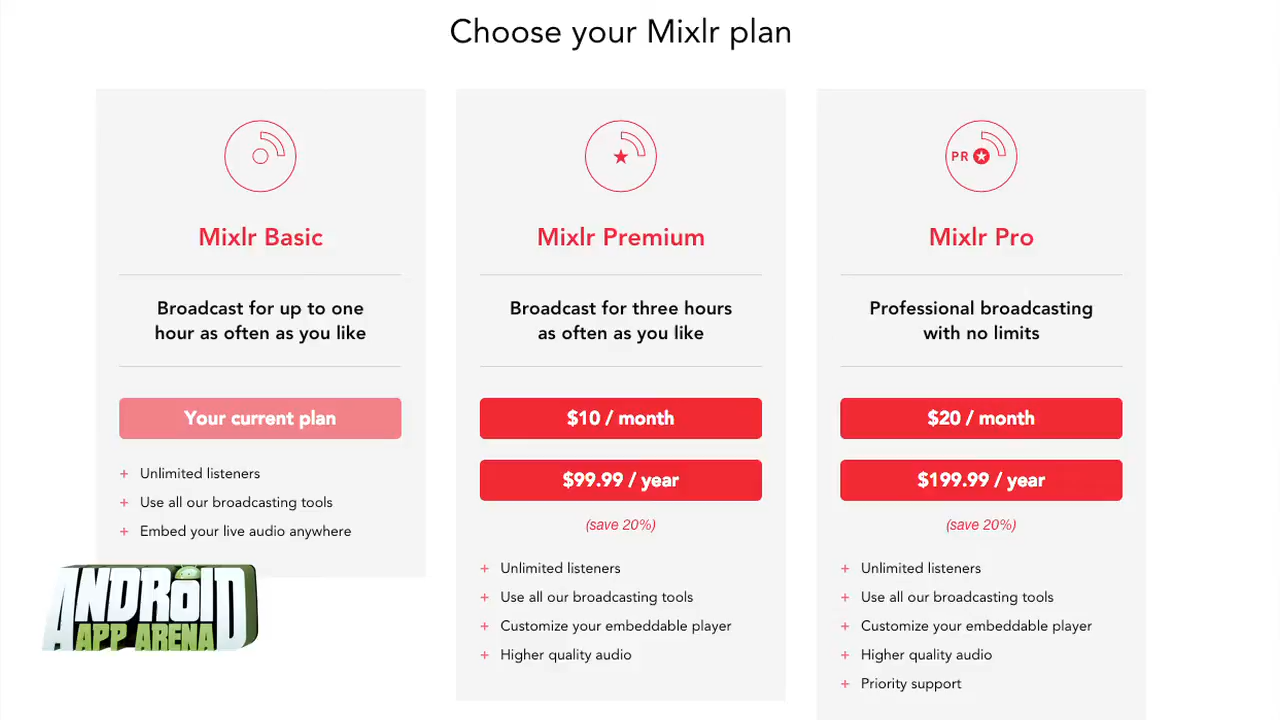 Choose your Mixlr plan
Mixlr Basic
Broadcast for up to one
hour as often as you like
Your current plan
+ Unlimited listeners
+ Use all our broadcasting tools
+ Embed your live audio anywhere
PR
Mixlr Premium
Broadcast for three hours
as often as you like
$10 / month
$99.99 / year
(save 20%)
+ Unlimited listeners
+ Use all our broadcasting tools
+ Customize your embeddable player
+ Higher quality audio
Mixlr Pro
Professional broadcasting
with no limits
$20 / month
$199.99 / year
(save 20%)
+ Unlimited listeners
+ Use all our broadcasting tools
+ Customize your embeddable player
+ Higher quality audio
+ Priority support
ANDROID
APP ARENA